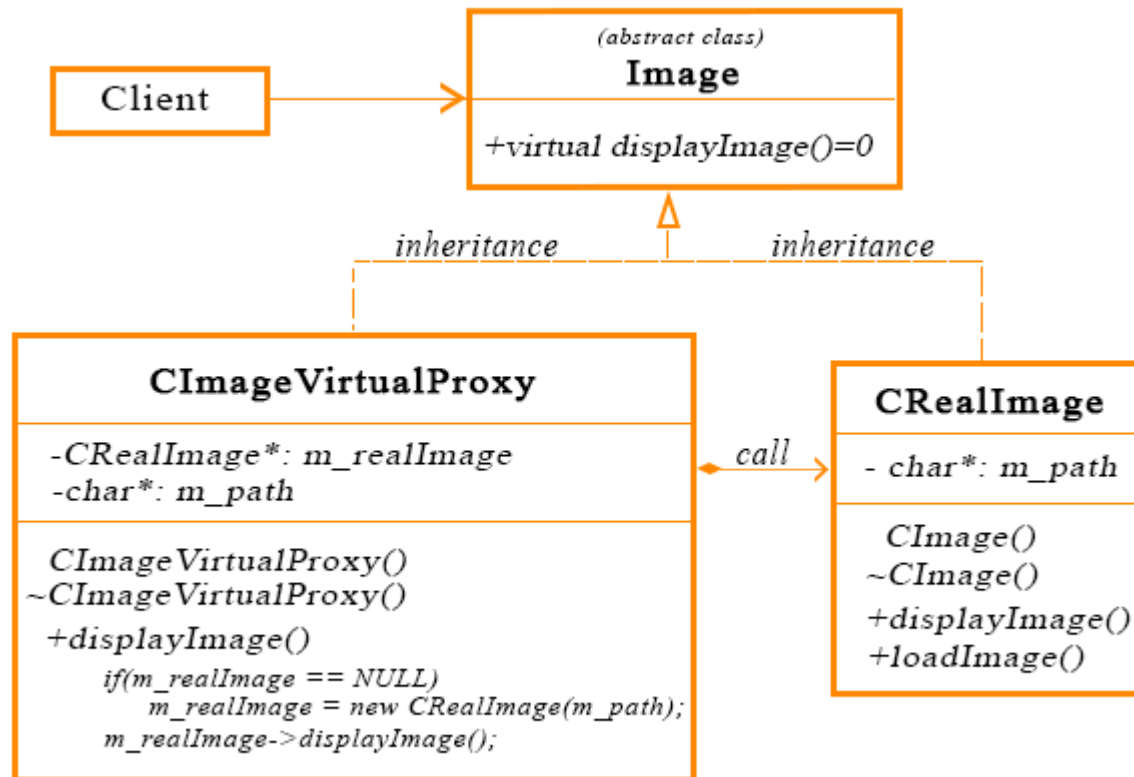 (abstract class)
Image
Client
+virtual displayImage()=0
inheritance
inheritance
CImageVirtualProxy
-CRealImage*: m_realImage
-char*: m_path
CImageVirtualProxy()
~CImageVirtualProxy()
+displayImage()
if(m_realImage == NULL)
m_realImage = new CRealImage(m_path);
m_realImage->displayImage();
call
CRealImage
- char*: m_path
CImage()
~CImage()
+displayImage()
+loadImage()